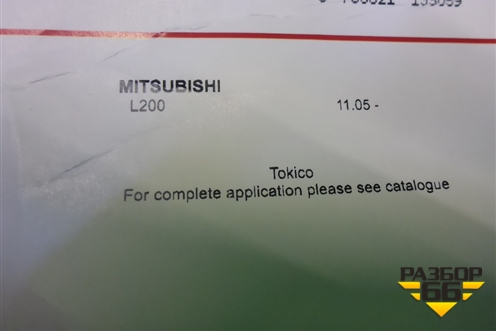 MITSUBISHI
L200 11.05 -
Tokico
For complete application please see catalogue
РАЗБОР
66